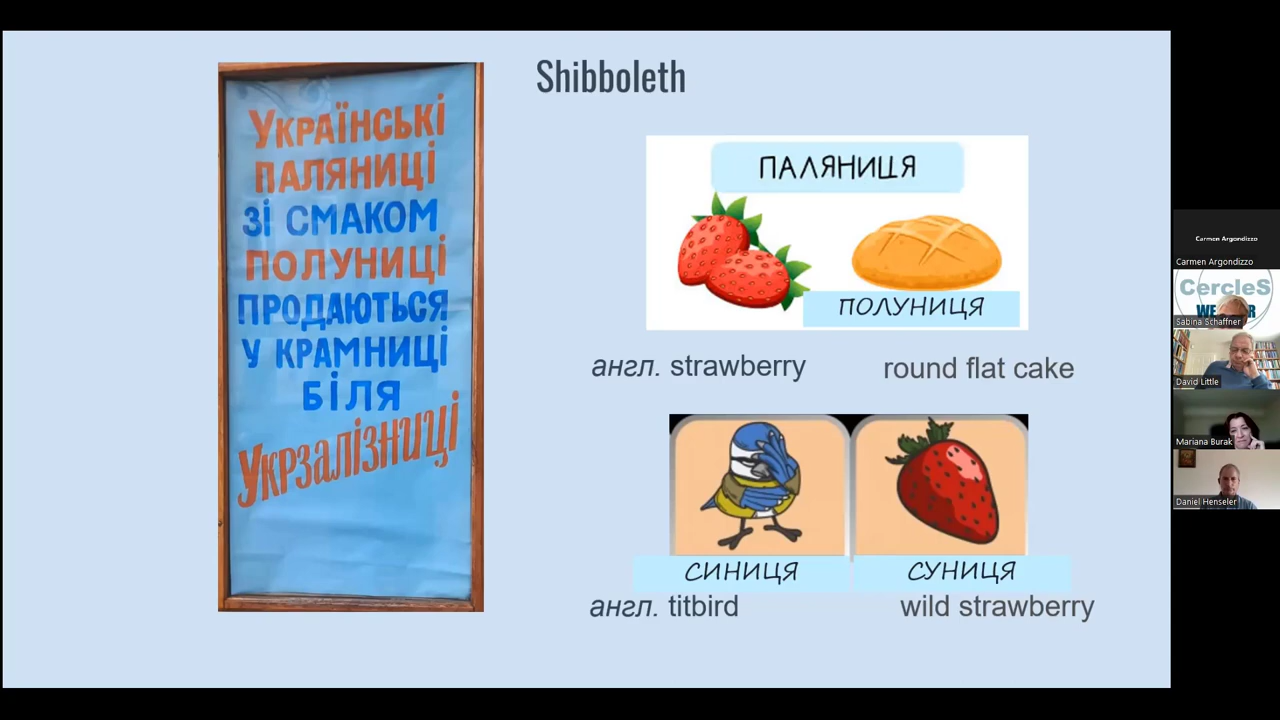 Shibboleth
Українські
паляниці
зі смаком
полуниці
продаються
у крамниці
біля
Укрзалізниці
ПАЛЯНИЦЯ
ПОЛУНИЦЯ
англ. strawberry
round flat cake
СИНИЦЯ
СУНИЦЯ
англ. titbird
wild strawberry
Carmen Argondizzo
Carmen Argondizzo
CercleS
Sabina Schaffner
David Little
Mariana Burak
Daniel Henseler